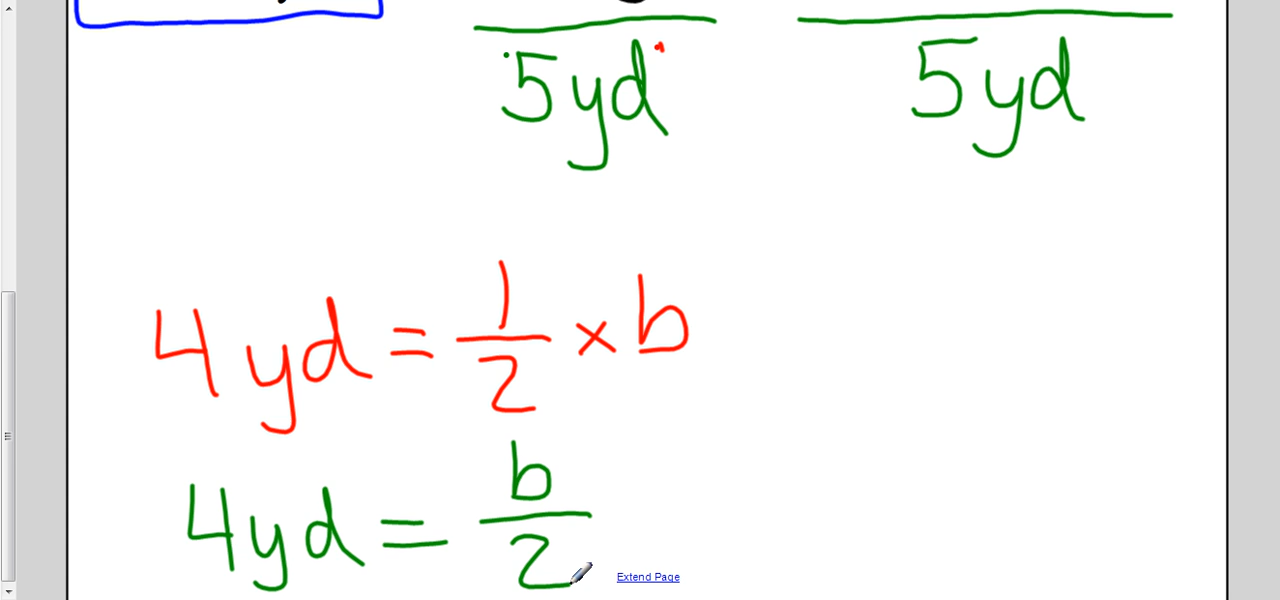 5yd 5yd
4yd = 1/2 × b
4yd = b/2
Extend Page